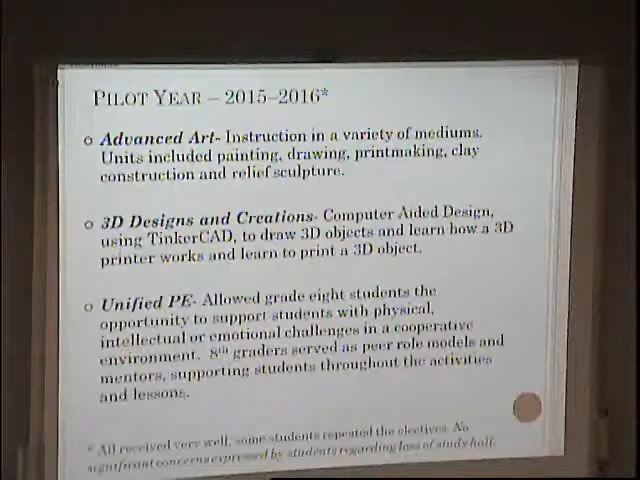 PILOT YEAR – 2015–2016*
Advanced Art- Instruction in a variety of mediums.
Units included painting, drawing, printmaking, clay
construction and relief sculpture.
3D Designs and Creations- Computer Aided Design,
using TinkerCAD, to draw 3D objects and learn how a 3D
printer works and learn to print a 3D object.
Unified PE- Allowed grade eight students the
opportunity to support students with physical,
intellectual or emotional challenges in a cooperative
environment. 8th graders served as peer role models and
mentors, supporting students throughout the activities
and lessons.
* All received very well, some students repeated the electives. No
significant concerns expressed by students regarding loss of study hall.